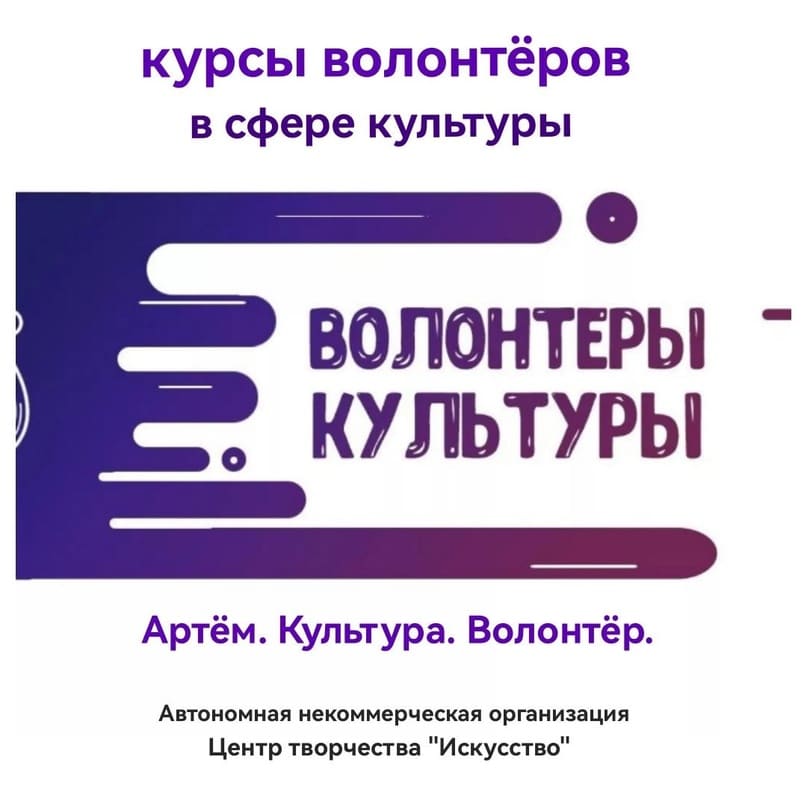 курсы волонтёров
в сфере культуры
ВОЛОНТЕРЫ
КУЛЬТУРЫ
Артём. Культура. Волонтёр.
Автономная некоммерческая организация
Центр творчества "Искусство"